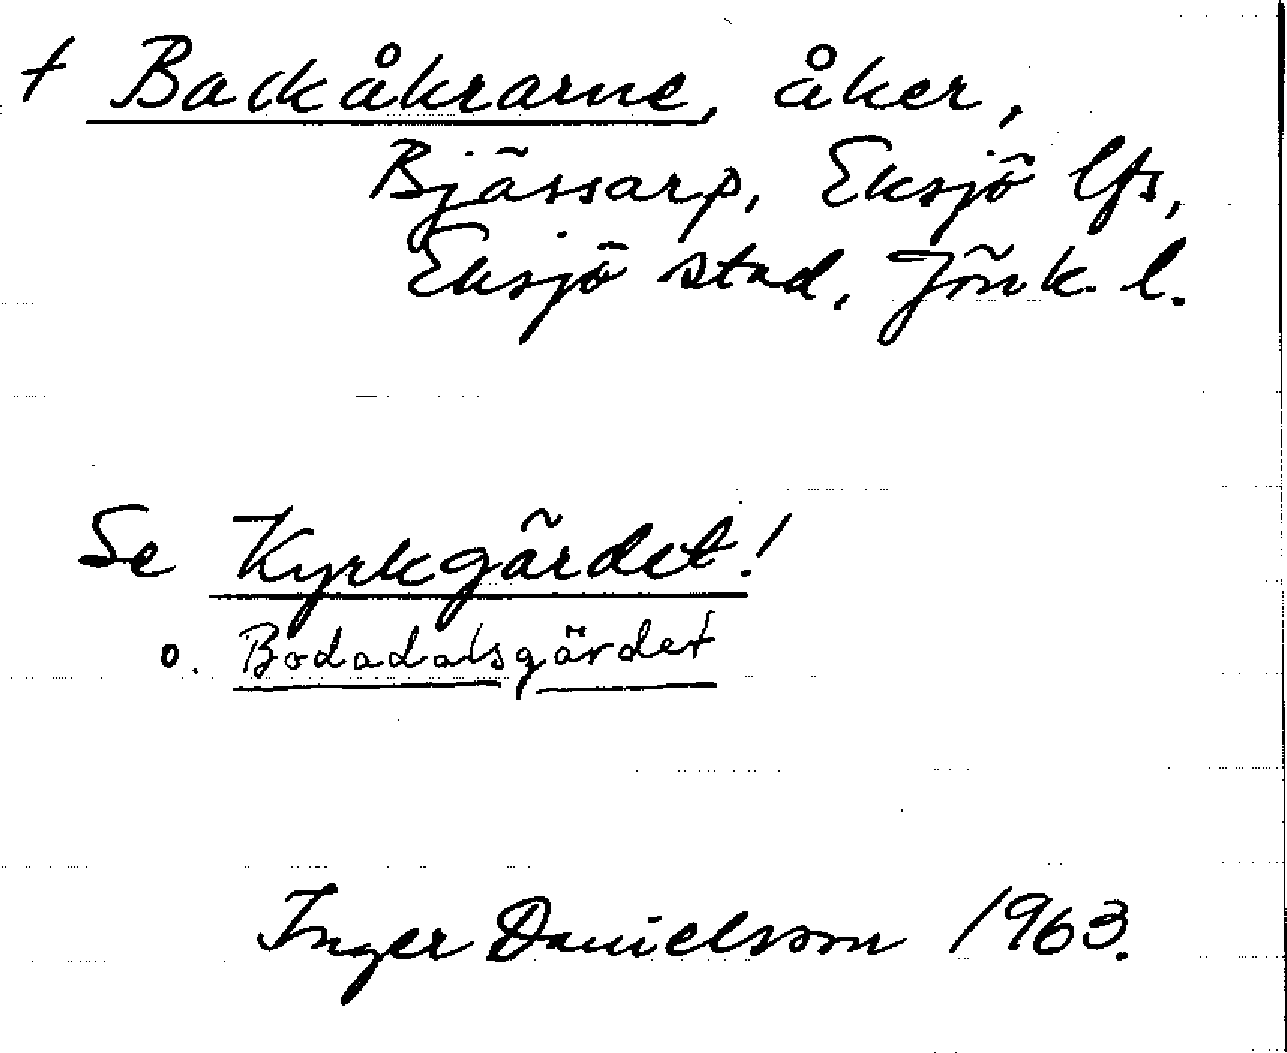 † Backåkrarne, åker,
Bjässarp, Eksjö lfs,
Eksjö stad, Jönk. l.
Se Kyrkgärdet!
o. Bodadalsgärdet
Inger Danielsson 1963.